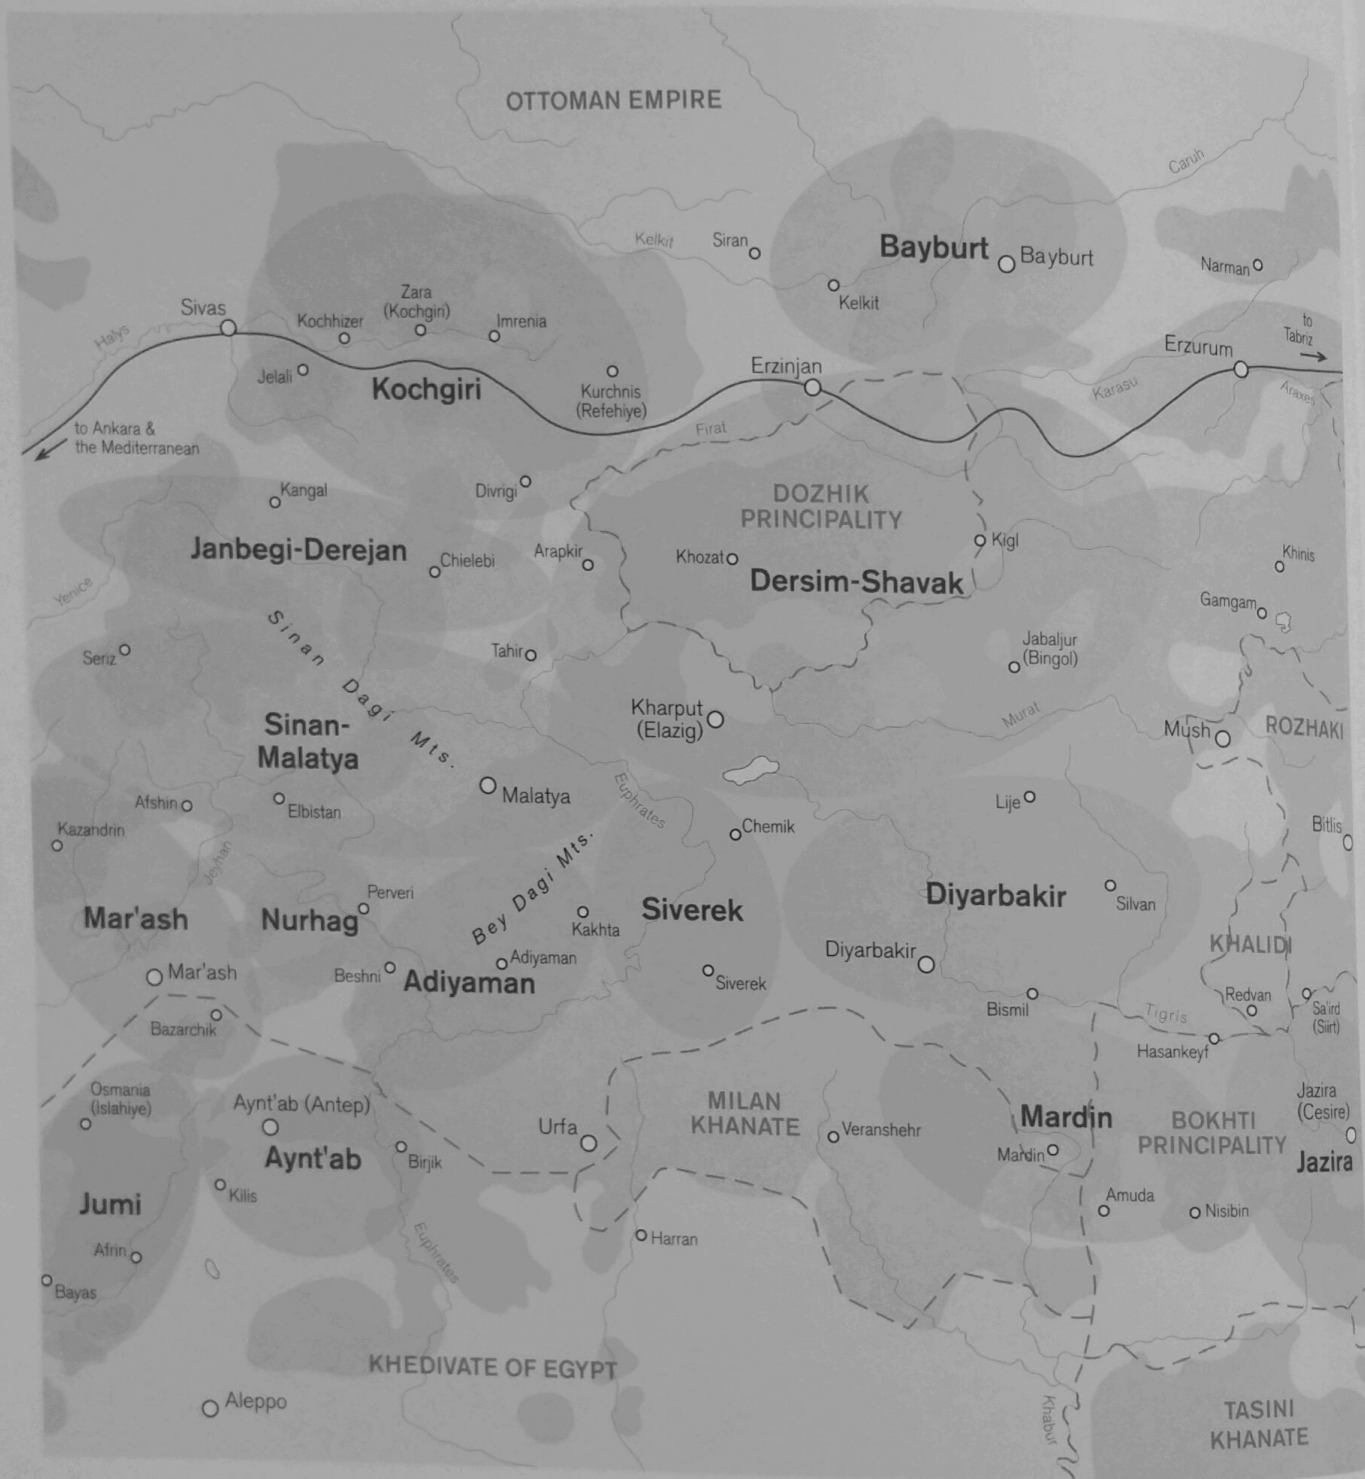 OTTOMAN EMPIRE
Caruh
Kelkit
Siran
Bayburt
Bayburt
Narman
Kelkit
Sivas
Zara
(Kochgiri)
Kochhizer
Imrenia
Halys
Jelali
Kochgiri
Kurchnis
(Refehiye)
Erzinjan
Erzurum
to
Tabriz
Karasu
Araxes
to Ankara &
the Mediterranean
Firat
Kangal
Divrigi
DOZHIK
PRINCIPALITY
Janbegi-Derejan
Chielebi
Arapkir
Khozat
Kigl
Dersim-Shavak
Khinis
Gamgam
Yenice
Seriz
Sinan Dagi Mts.
Tahir
Jabaljur
(Bingol)
Kharput
(Elazig)
Murat
Mush
ROZHAKI
Sinan-
Malatya
Malatya
Euphrates
Afshin
Elbistan
Kazandrin
Chemik
Lije
Bitlis
Jeyhan
Bey Dagi Mts.
Perveri
Mar'ash
Nurhag
Kakhta
Siverek
Diyarbakir
Silvan
Mar'ash
Beshni
Adiyaman
Adiyaman
Siverek
Diyarbakir
KHALIDI
Bazarchik
Bismil
Tigris
Redvan
Sa'ird
(Siirt)
Hasankeyf
Osmania
(Islahiye)
Aynt'ab (Antep)
Aynt'ab
Birjik
Urfa
MILAN
KHANATE
Veranshehr
Mardin
Mardin
BOKHTI
PRINCIPALITY
Jazira
(Cesire)
Jazira
Jumi
Kilis
Amuda
Nisibin
Afrin
Bayas
Euphrates
Harran
KHEDIVATE OF EGYPT
Aleppo
Khabur
TASINI
KHANATE